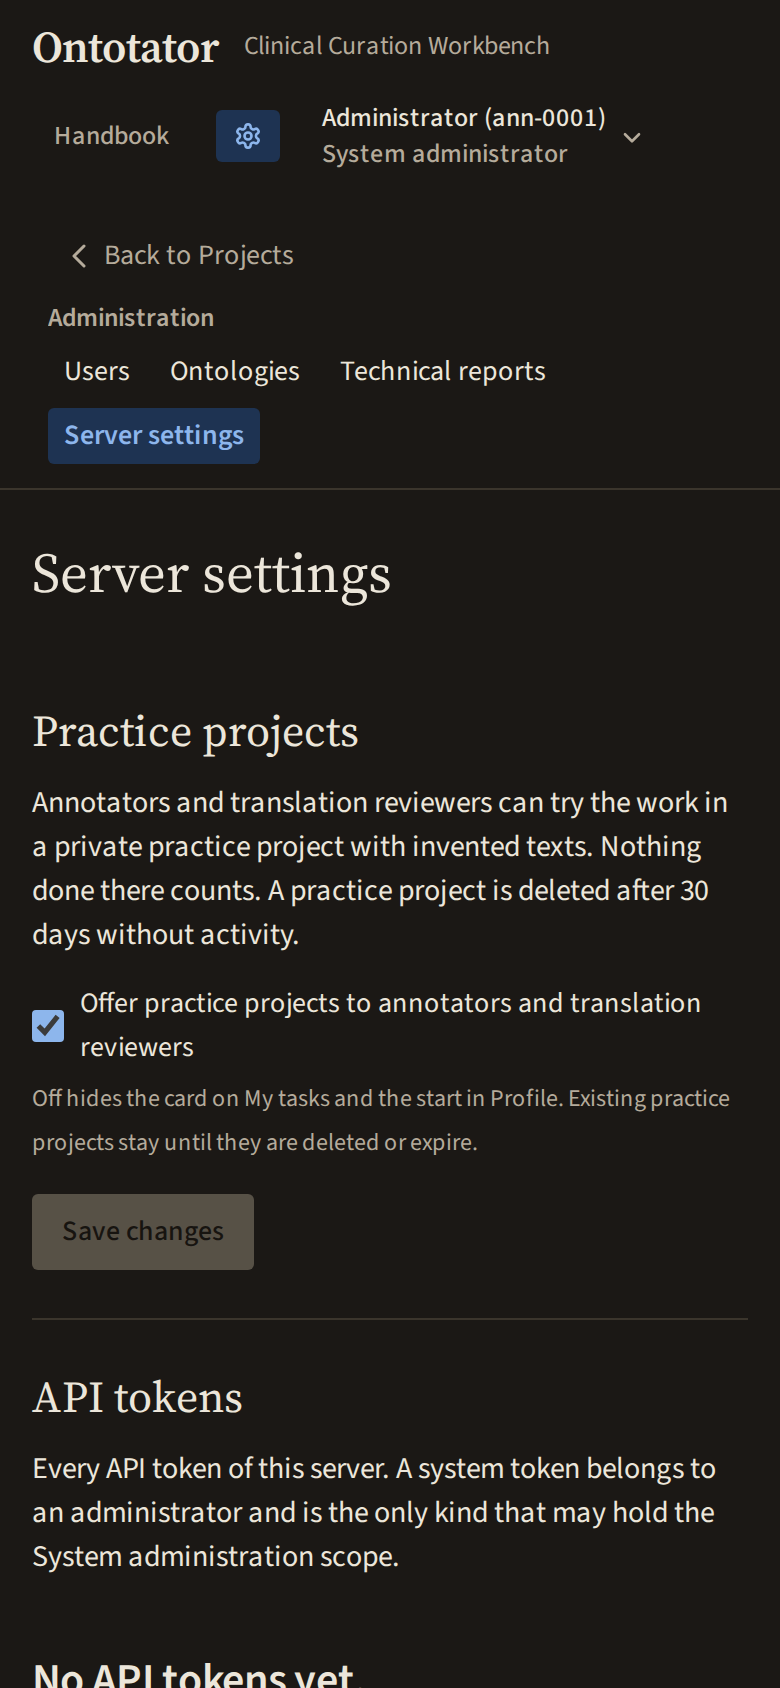 Ontotator Clinical Curation Workbench
Handbook
Administrator (ann-0001)
System administrator
Back to Projects
Administration
Users Ontologies Technical reports
Server settings
Server settings
Practice projects
Annotators and translation reviewers can try the work in
a private practice project with invented texts. Nothing
done there counts. A practice project is deleted after 30
days without activity.
Offer practice projects to annotators and translation
reviewers
Off hides the card on My tasks and the start in Profile. Existing practice
projects stay until they are deleted or expire.
Save changes
API tokens
Every API token of this server. A system token belongs to
an administrator and is the only kind that may hold the
System administration scope.
No API tokens yet.